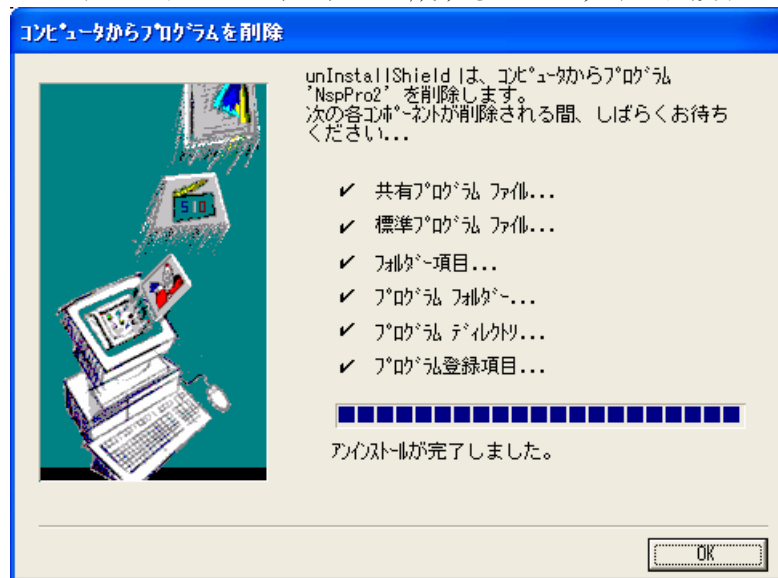 コンピュータからプログラムを削除
unInstallShield は、コンピュータからプログラム
'NspPro2' を削除します。
次の各コンポーネントが削除される間、しばらくお待ち
ください...
✔ 共有プログラム ファイル...
✔ 標準プログラム ファイル...
✔ フォルダー項目...
✔ プログラム フォルダー...
✔ プログラム ディレクトリ...
✔ プログラム登録項目...
510
アンインストールが完了しました。
OK